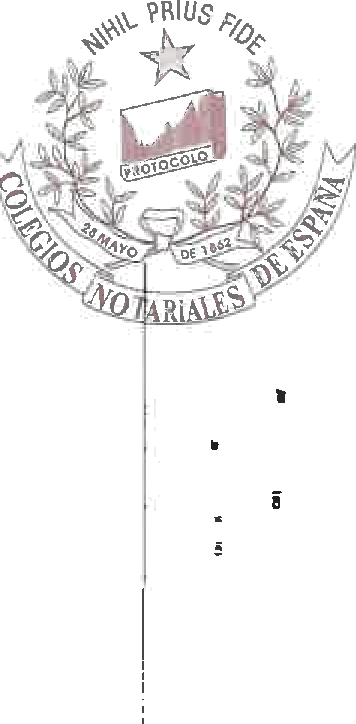 NIHIL PRIUS FIDE
PROTOCOLO
28 MAYO DE 1862
COLEGIOS NOTARIALES DE ESPAÑA